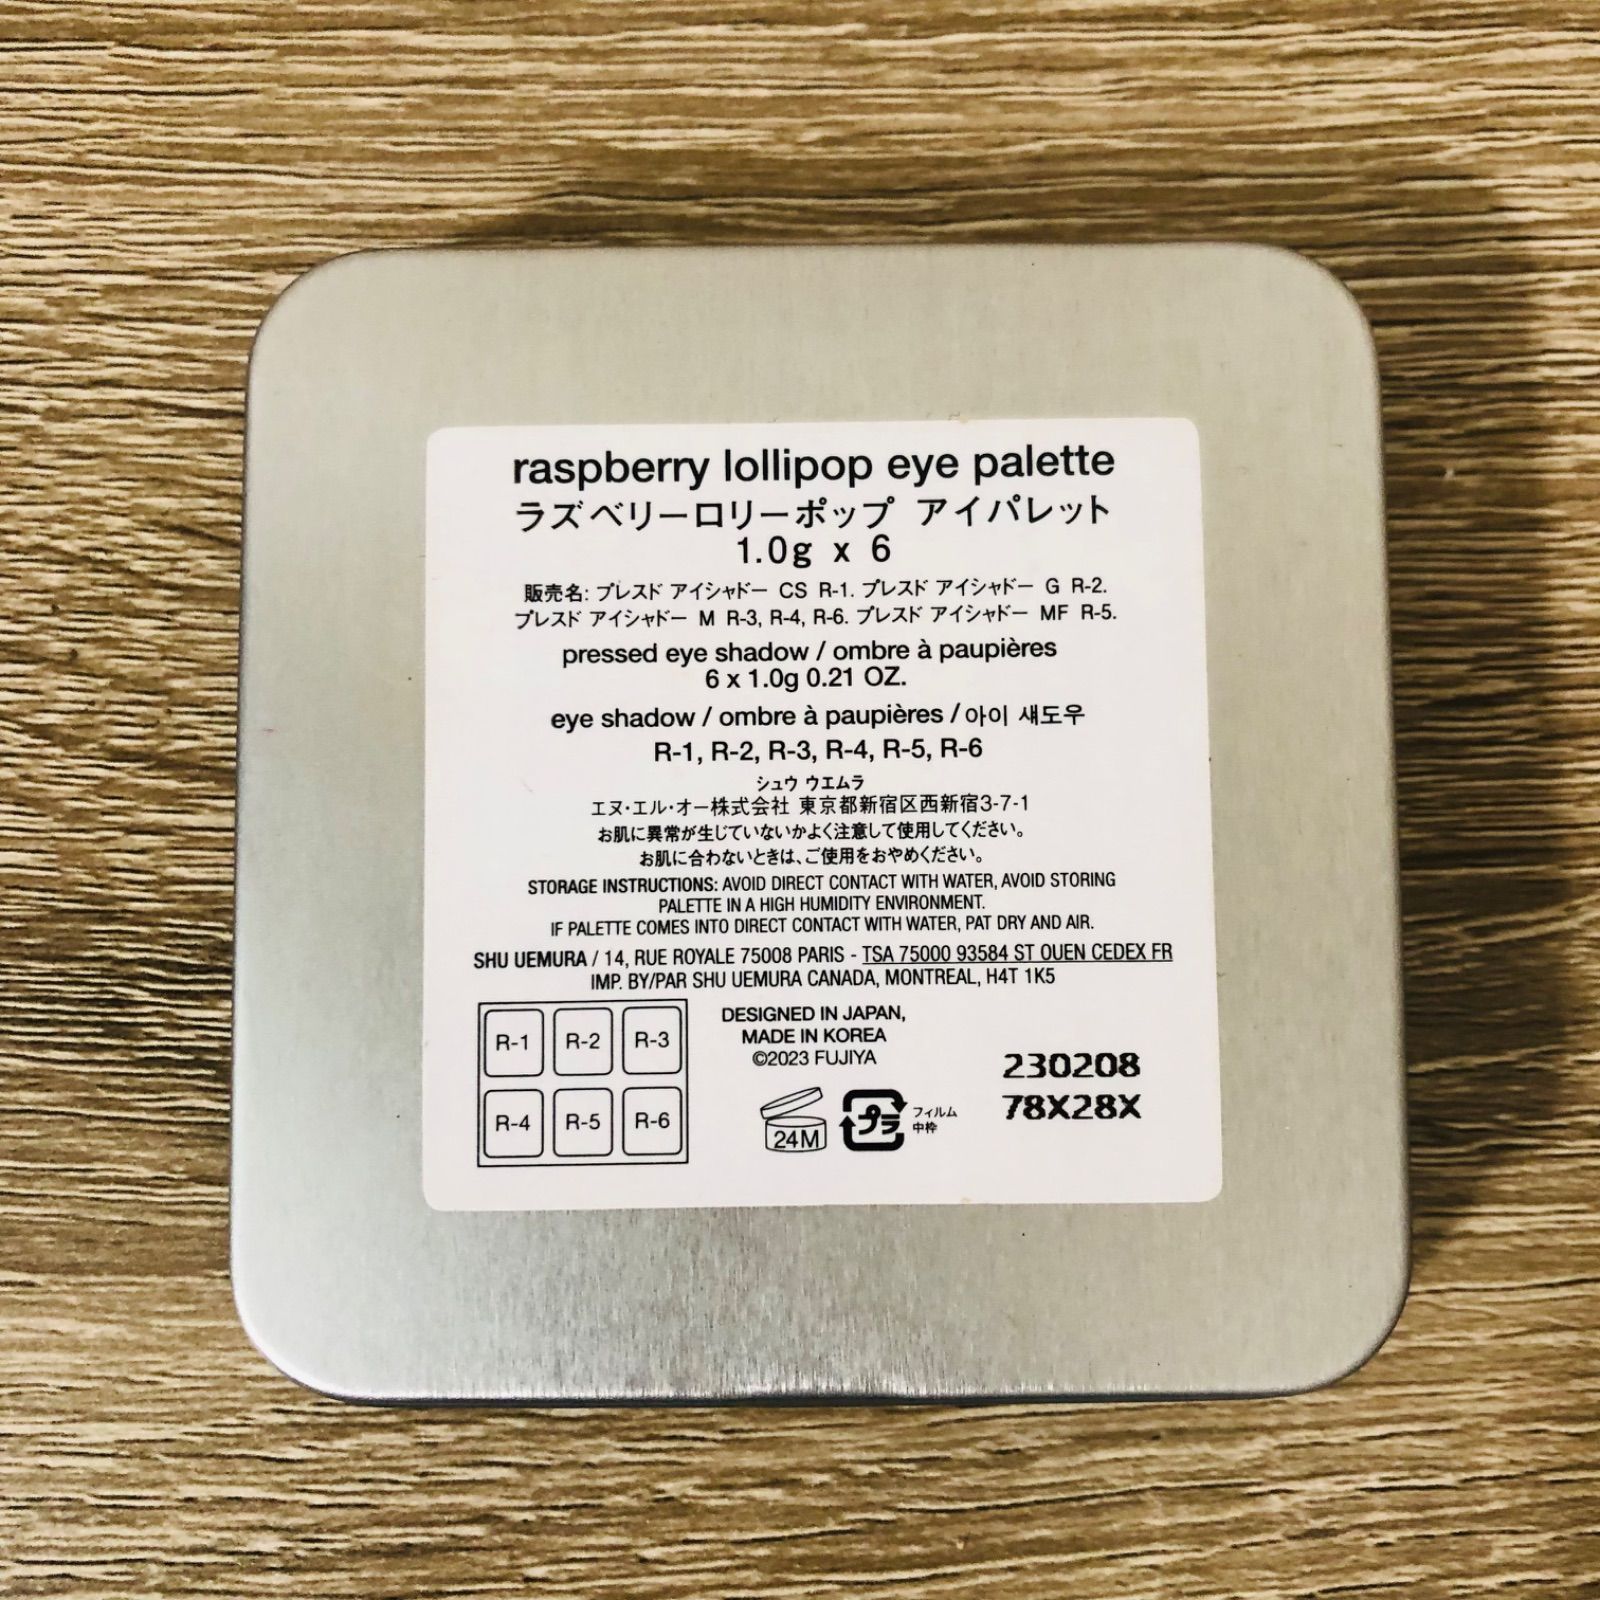 raspberry lollipop eye palette
ラズベリーロリーポップ アイパレット
1.0g x 6
販売名: プレスド アイシャドー CS R-1. プレスド アイシャドー G R-2.
プレスド アイシャドー M R-3, R-4, R-6. プレスド アイシャドー MF R-5.
pressed eye shadow / ombre à paupières
6 x 1.0g 0.21 OZ.
eye shadow / ombre à paupières / 아이 섀도우
R-1, R-2, R-3, R-4, R-5, R-6
シュウ ウエムラ
エヌ・エル・オー株式会社 東京都新宿区西新宿3-7-1
お肌に異常が生じていないかよく注意して使用してください。
お肌に合わないときは、ご使用をおやめください。
STORAGE INSTRUCTIONS: AVOID DIRECT CONTACT WITH WATER, AVOID STORING
PALETTE IN A HIGH HUMIDITY ENVIRONMENT.
IF PALETTE COMES INTO DIRECT CONTACT WITH WATER, PAT DRY AND AIR.
SHU UEMURA / 14, RUE ROYALE 75008 PARIS - TSA 75000 93584 ST OUEN CEDEX FR
IMP. BY/PAR SHU UEMURA CANADA, MONTREAL, H4T 1K5
R-1 R-2 R-3
R-4 R-5 R-6
DESIGNED IN JAPAN,
MADE IN KOREA
©2023 FUJIYA
24M
プラ
フィルム
中枠
230208
78X28X